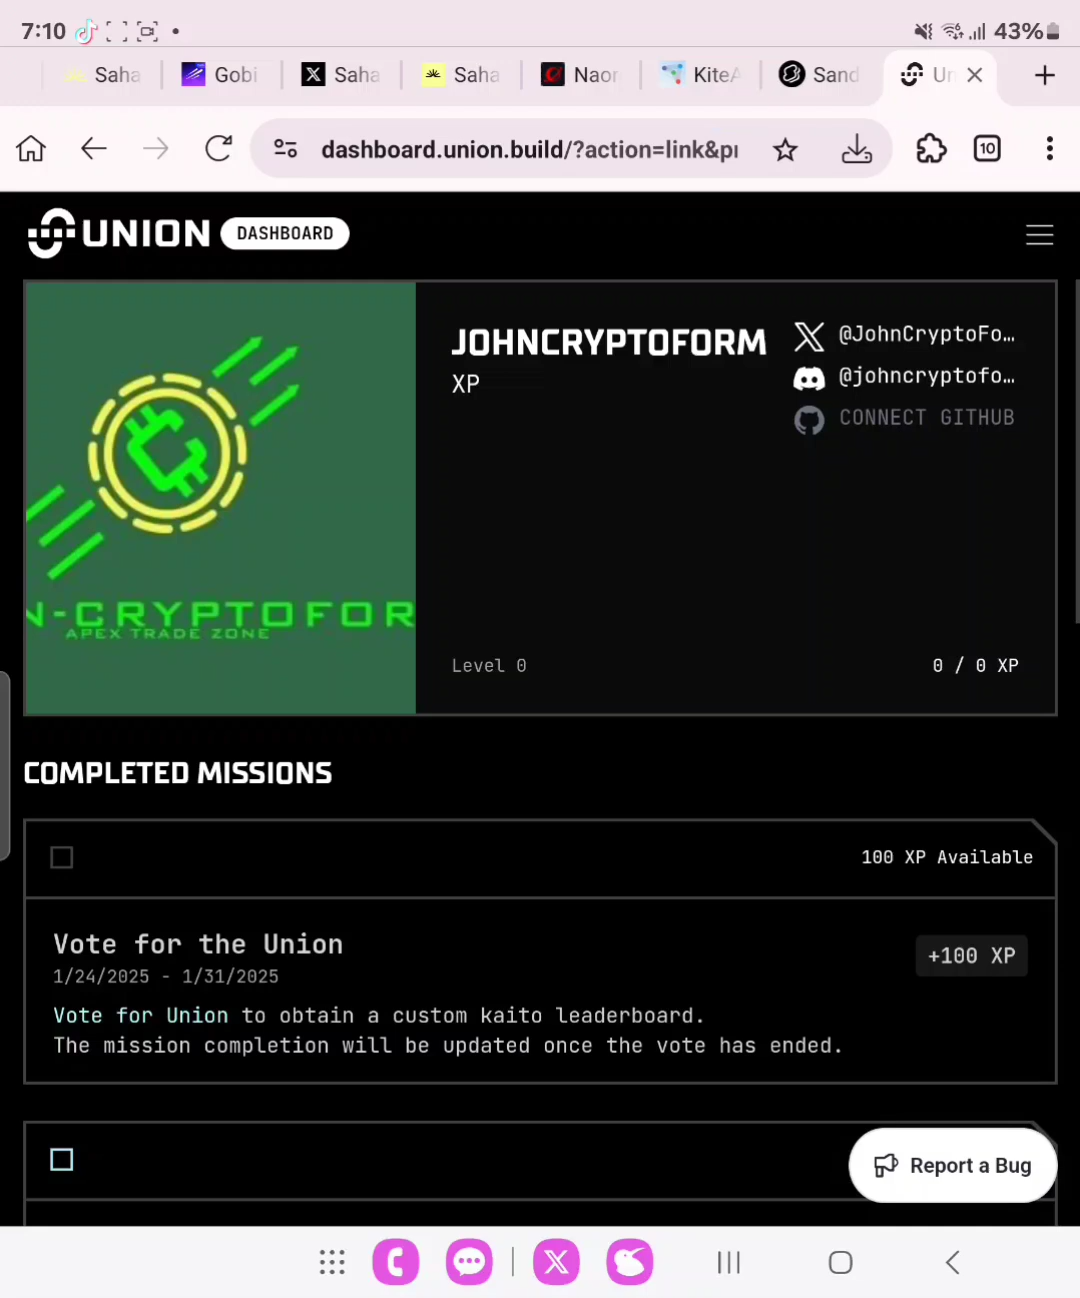 7:10
43%
Saha
Gobi
Saha
Saha
Naor
KiteA
Sand
Un
dashboard.union.build/?action=link&pr
10
UNION DASHBOARD
JOHNCRYPTOFORM
XP
@JohnCryptoFo…
@johncryptofo…
CONNECT GITHUB
N-CRYPTOFOR
APEX TRADE ZONE
Level 0
0 / 0 XP
COMPLETED MISSIONS
100 XP Available
Vote for the Union
+100 XP
1/24/2025 - 1/31/2025
Vote for Union to obtain a custom kaito leaderboard.
The mission completion will be updated once the vote has ended.
Report a Bug